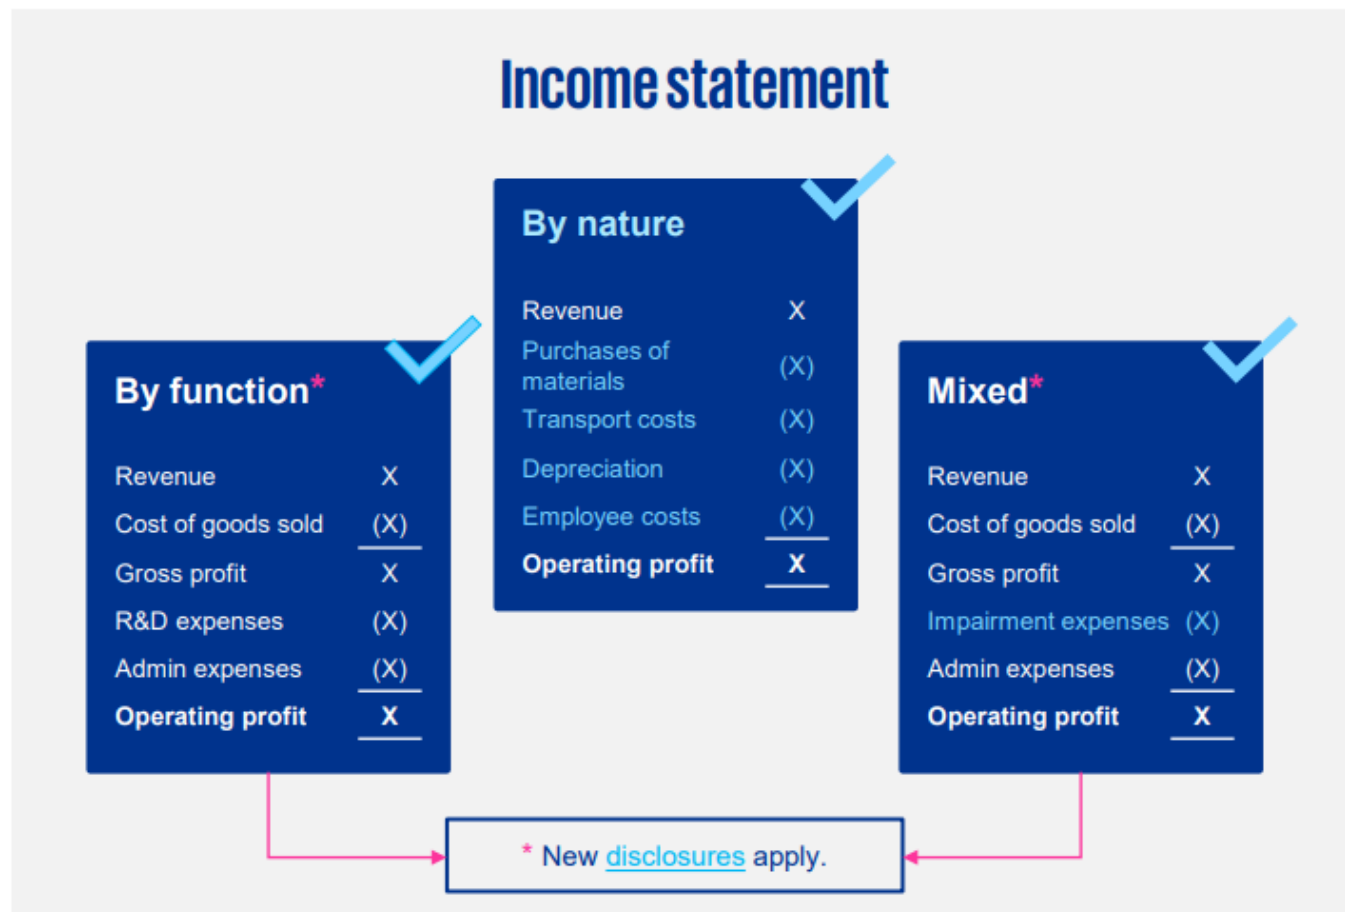 Income statement
By function*
Revenue X
Cost of goods sold (X)
Gross profit X
R&D expenses (X)
Admin expenses (X)
Operating profit X
By nature
Revenue X
Purchases of
materials (X)
Transport costs (X)
Depreciation (X)
Employee costs (X)
Operating profit X
Mixed*
Revenue X
Cost of goods sold (X)
Gross profit X
Impairment expenses (X)
Admin expenses (X)
Operating profit X
* New disclosures apply.